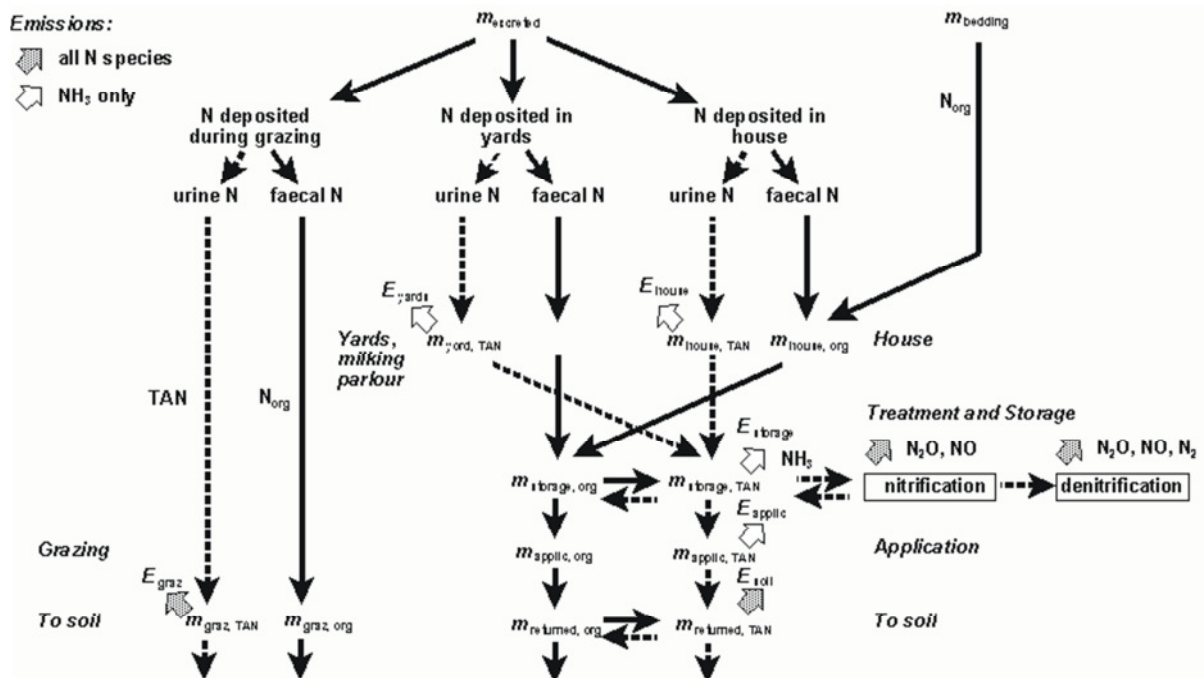 Emissions:
all N species
NH₃ only
m excreted
m bedding
N deposited
during grazing
N deposited in
yards
N deposited in
house
N org
urine N
faecal N
urine N
faecal N
urine N
faecal N
E yards
E house
Yards,
milking
parlour
m yard, TAN
m house, TAN
m house, org
House
TAN
N org
Treatment and Storage
E storage
NH₃
N₂O, NO
N₂O, NO, N₂
m storage, org
m storage, TAN
nitrification
denitrification
E applic
Grazing
m applic, org
m applic, TAN
Application
E graz
E soil
To soil
m graz, TAN
m graz, org
m returned, org
m returned, TAN
To soil